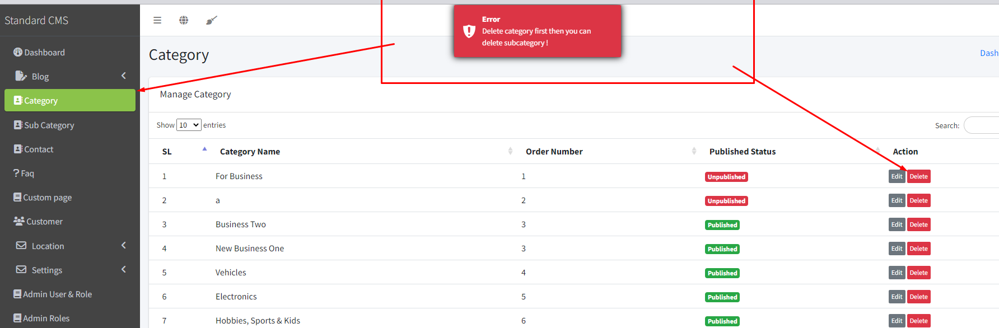 Standard CMS
Error
Delete category first then you can
delete subcategory !
Dashboard
Category
Dash
Blog
Category
Manage Category
Sub Category
Show 10 entries
Search:
Contact
SL Category Name Order Number Published Status Action
Faq
1 For Business 1 Unpublished Edit Delete
Custom page
2 a 2 Unpublished Edit Delete
Customer
3 Business Two 3 Published Edit Delete
Location
4 New Business One 3 Published Edit Delete
Settings
5 Vehicles 4 Published Edit Delete
Admin User & Role
6 Electronics 5 Published Edit Delete
Admin Roles
7 Hobbies, Sports & Kids 6 Published Edit Delete